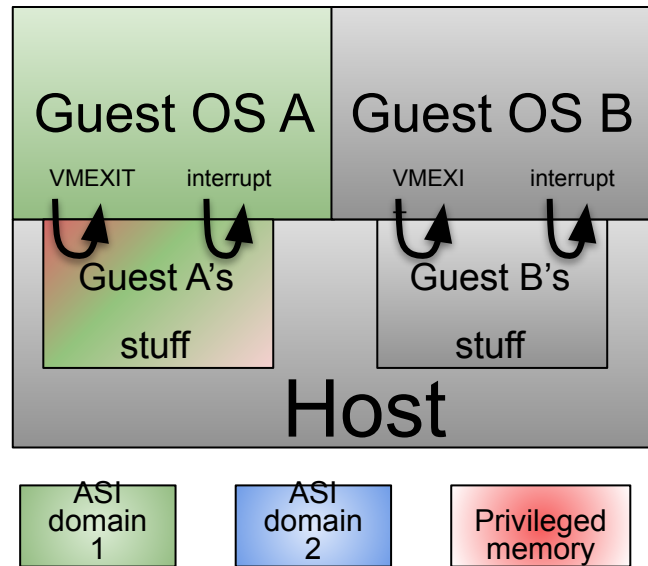 Guest OS A
Guest OS B
VMEXIT
interrupt
VMEXI
interrupt
Guest A's
stuff
Guest B's
stuff
Host
ASI
domain
1
ASI
domain
2
Privileged
memory